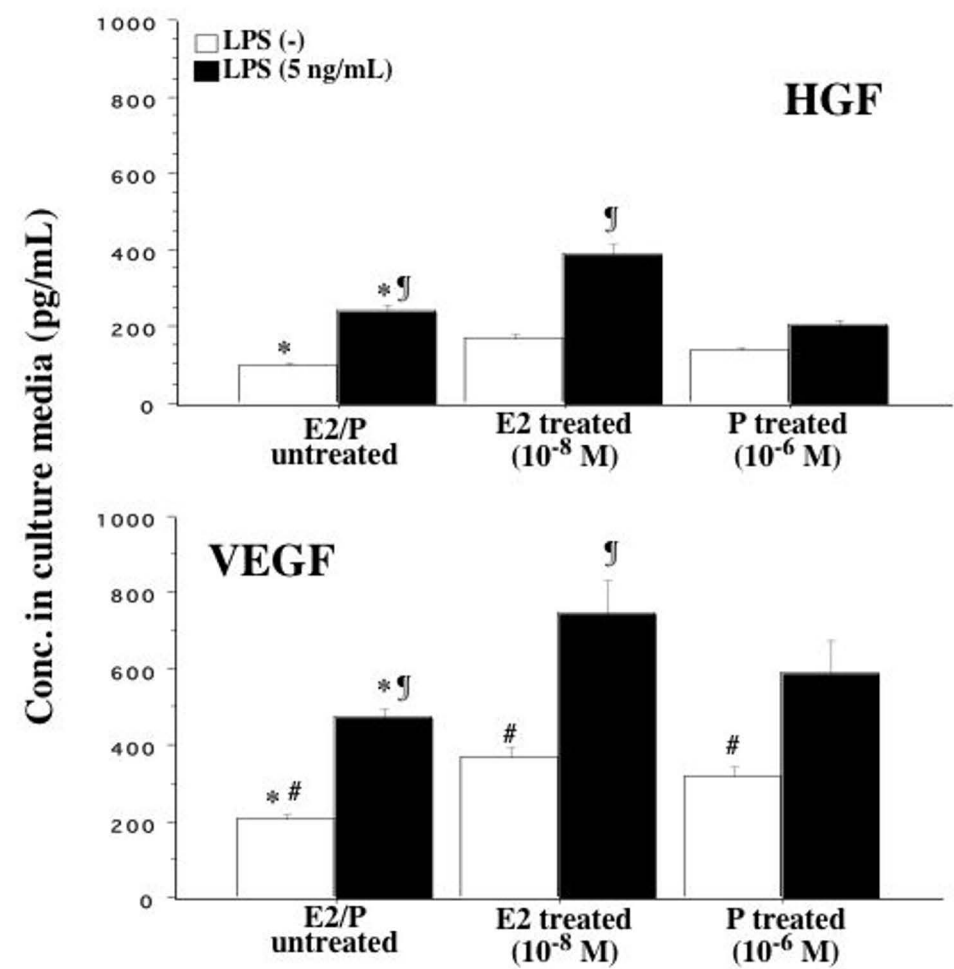 Conc. in culture media (pg/mL)
1000
800
600
400
200
0
LPS (-)
LPS (5 ng/mL)
HGF
*
* ¶
¶
E2/P
untreated
E2 treated
(10⁻⁸ M)
P treated
(10⁻⁶ M)
1000
800
600
400
200
0
VEGF
* #
* ¶
#
¶
#
E2/P
untreated
E2 treated
(10⁻⁸ M)
P treated
(10⁻⁶ M)